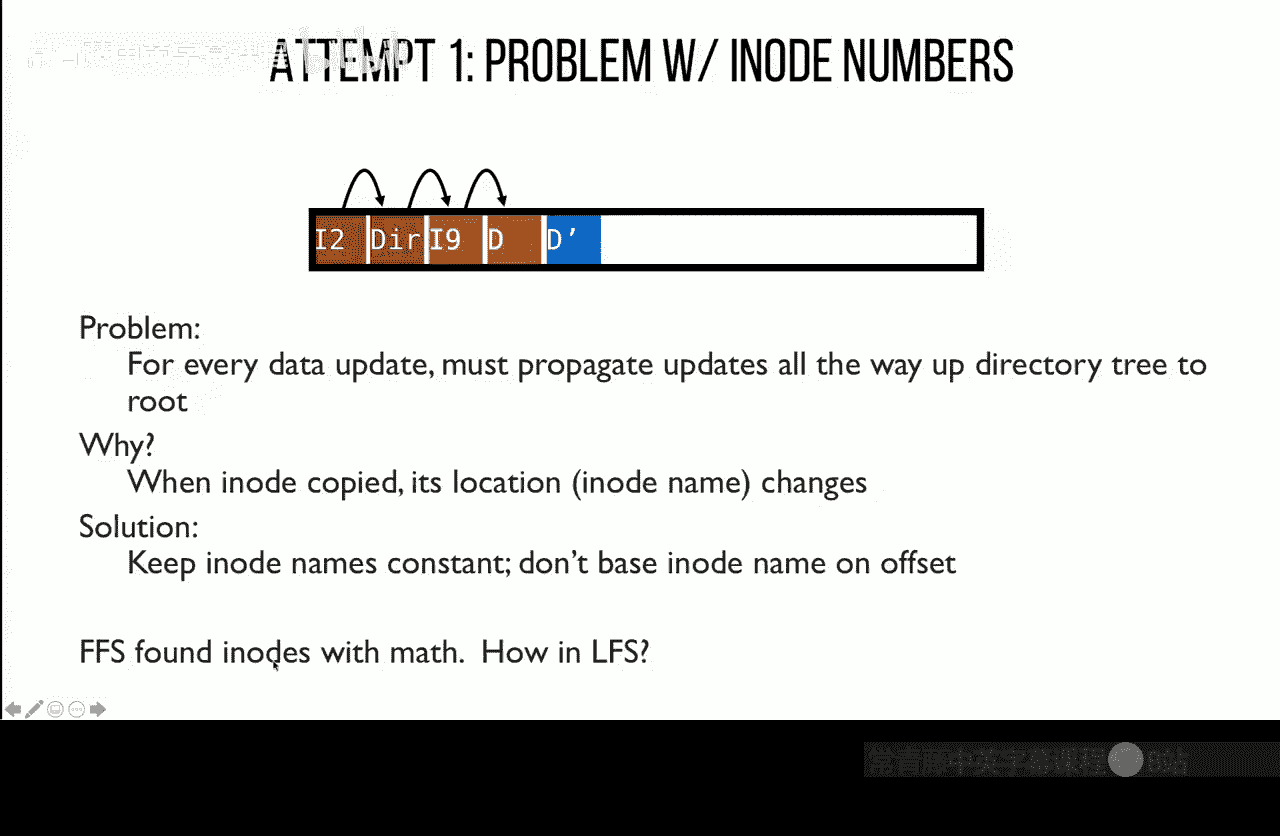 ATTEMPT 1: PROBLEM W/ INODE NUMBERS
I2 Dir I9 D D’
Problem:
For every data update, must propagate updates all the way up directory tree to
root
Why?
When inode copied, its location (inode name) changes
Solution:
Keep inode names constant; don’t base inode name on offset
FFS found inodes with math. How in LFS?